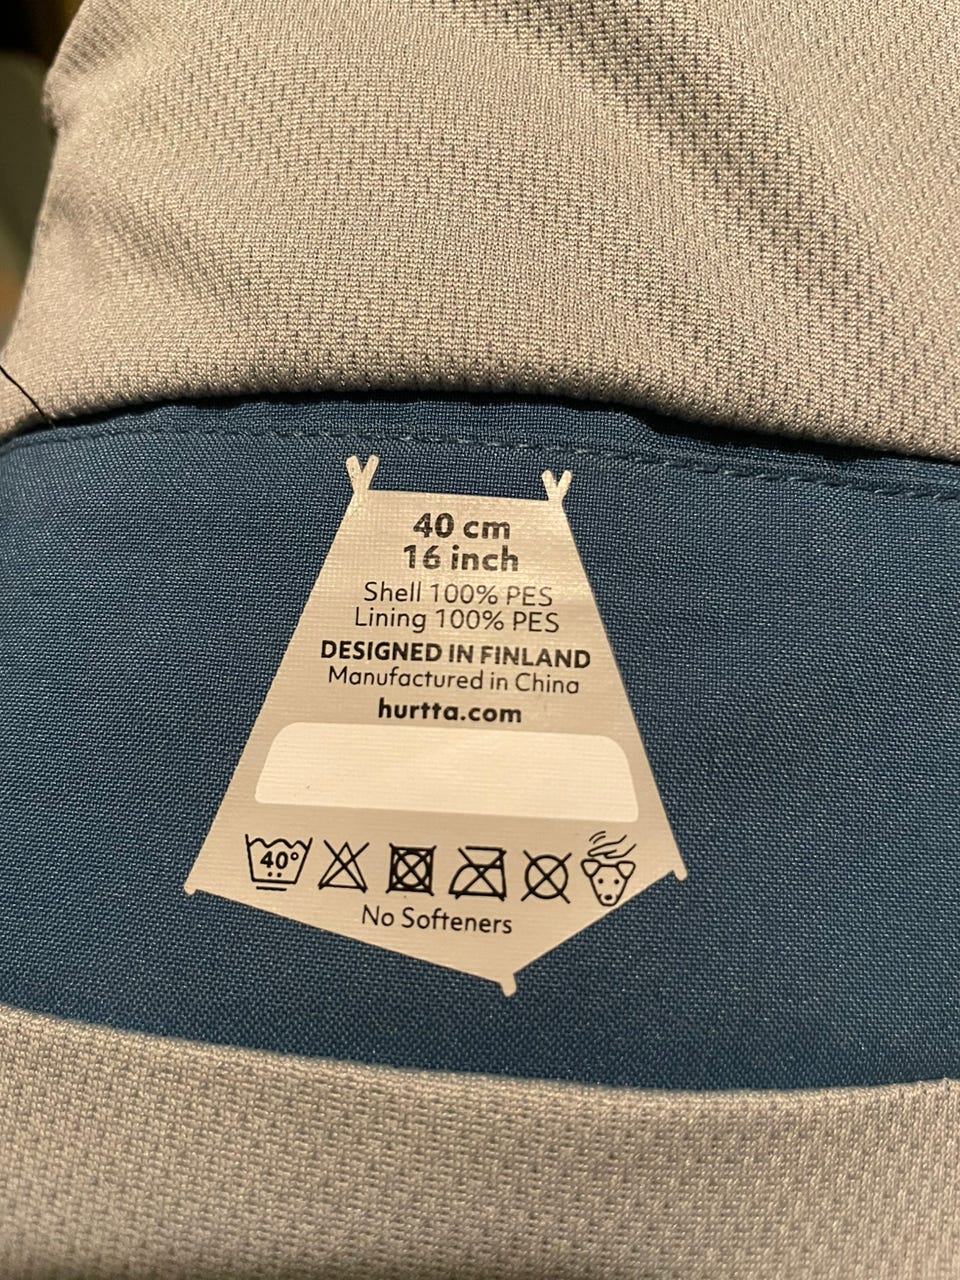 40 cm
16 inch
Shell 100% PES
Lining 100% PES
DESIGNED IN FINLAND
Manufactured in China
hurtta.com
40°
No Softeners